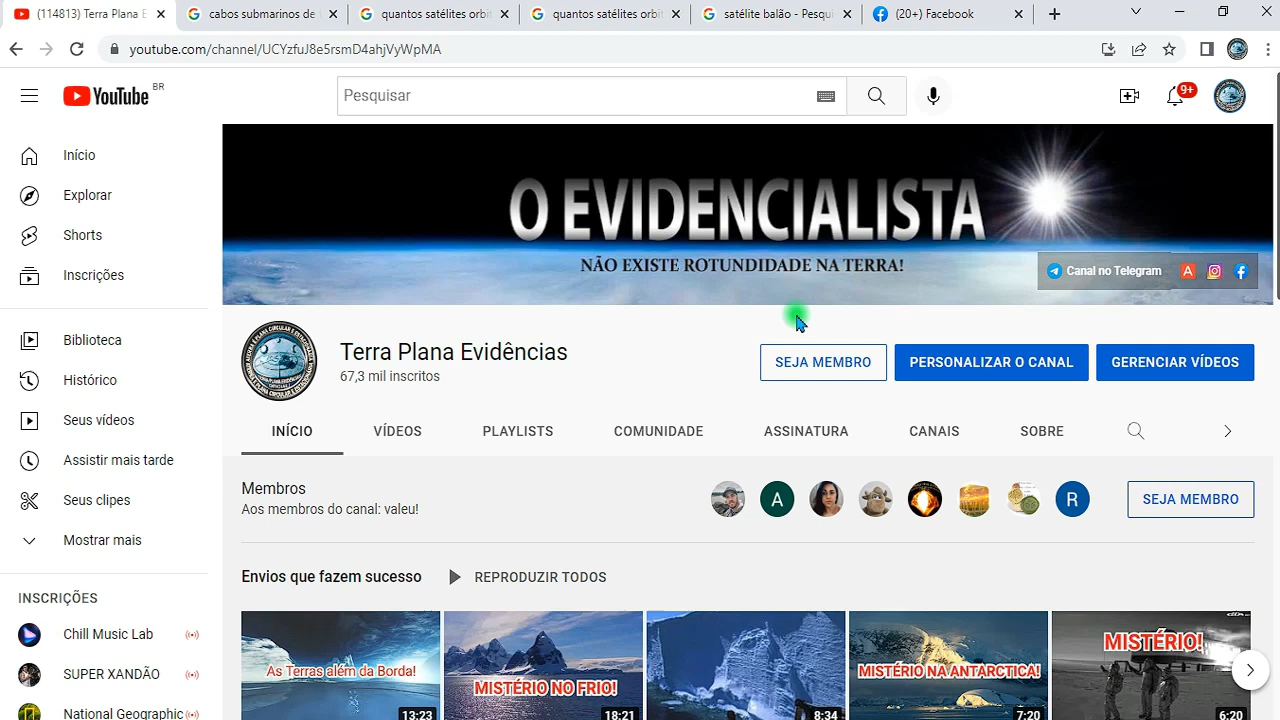 (114813) Terra Plana E
cabos submarinos de
quantos satélites orbit
quantos satélites orbit
satélite balão - Pesqui
(20+) Facebook
youtube.com/channel/UCYzfuJ8e5rsmD4ahjVyWpMA
YouTube BR
Pesquisar
9+
Início
Explorar
Shorts
Inscrições
Biblioteca
Histórico
Seus vídeos
Assistir mais tarde
Seus clipes
Mostrar mais
INSCRIÇÕES
Chill Music Lab
SUPER XANDÃO
National Geographic
O EVIDENCIALISTA
NÃO EXISTE ROTUNDIDADE NA TERRA!
Canal no Telegram
Terra Plana Evidências
67,3 mil inscritos
SEJA MEMBRO
PERSONALIZAR O CANAL
GERENCIAR VÍDEOS
INÍCIO
VÍDEOS
PLAYLISTS
COMUNIDADE
ASSINATURA
CANAIS
SOBRE
Membros
Aos membros do canal: valeu!
A
R
SEJA MEMBRO
Envios que fazem sucesso
REPRODUZIR TODOS
As Terras além da Borda!
13:23
MISTÉRIO NO FRIO!
18:21
8:34
MISTÉRIO NA ANTARCTICA!
7:20
MISTÉRIO!
6:20